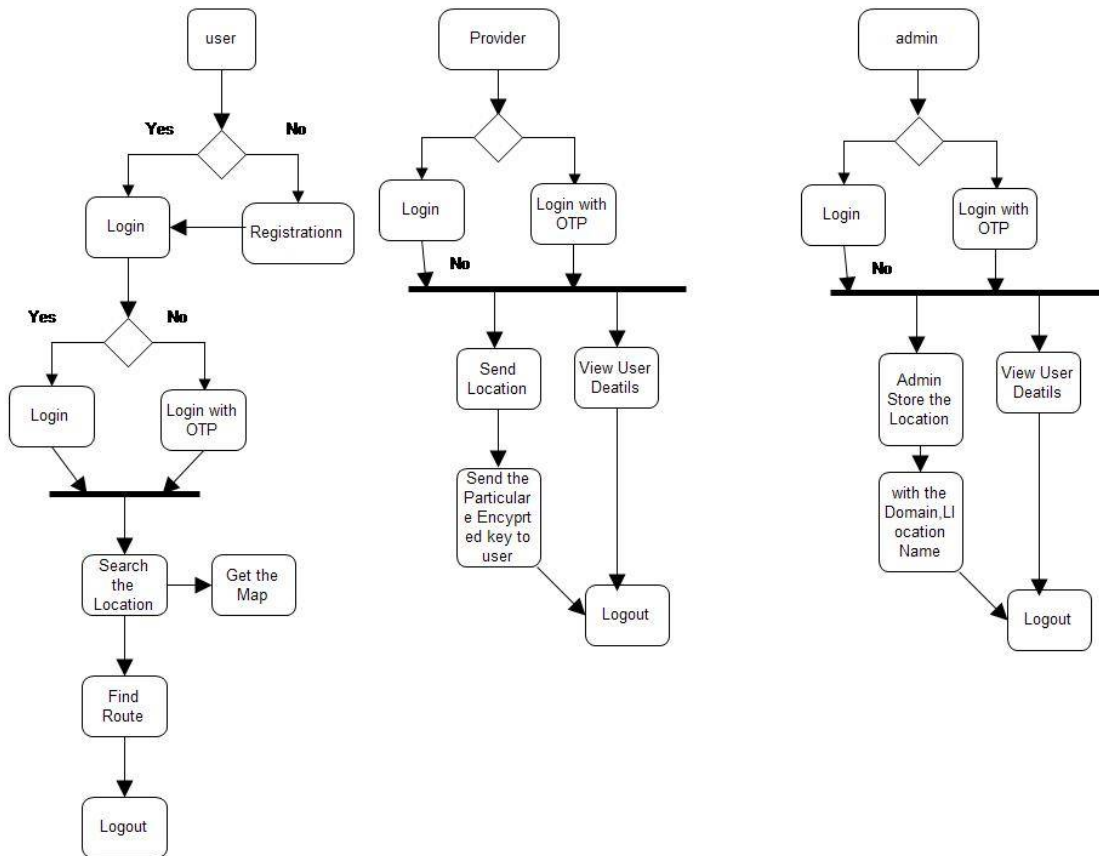 user
Yes
No
Login
Registrationn
Yes
No
Login
Login with
OTP
Search
the
Location
Get the
Map
Find
Route
Logout
Provider
Login
Login with
OTP
No
Send
Location
View User
Deatils
Send the
Particular
e Encyprt
ed key to
user
Logout
admin
Login
Login with
OTP
No
Admin
Store the
Location
View User
Deatils
with the
Domain,Ll
ocation
Name
Logout